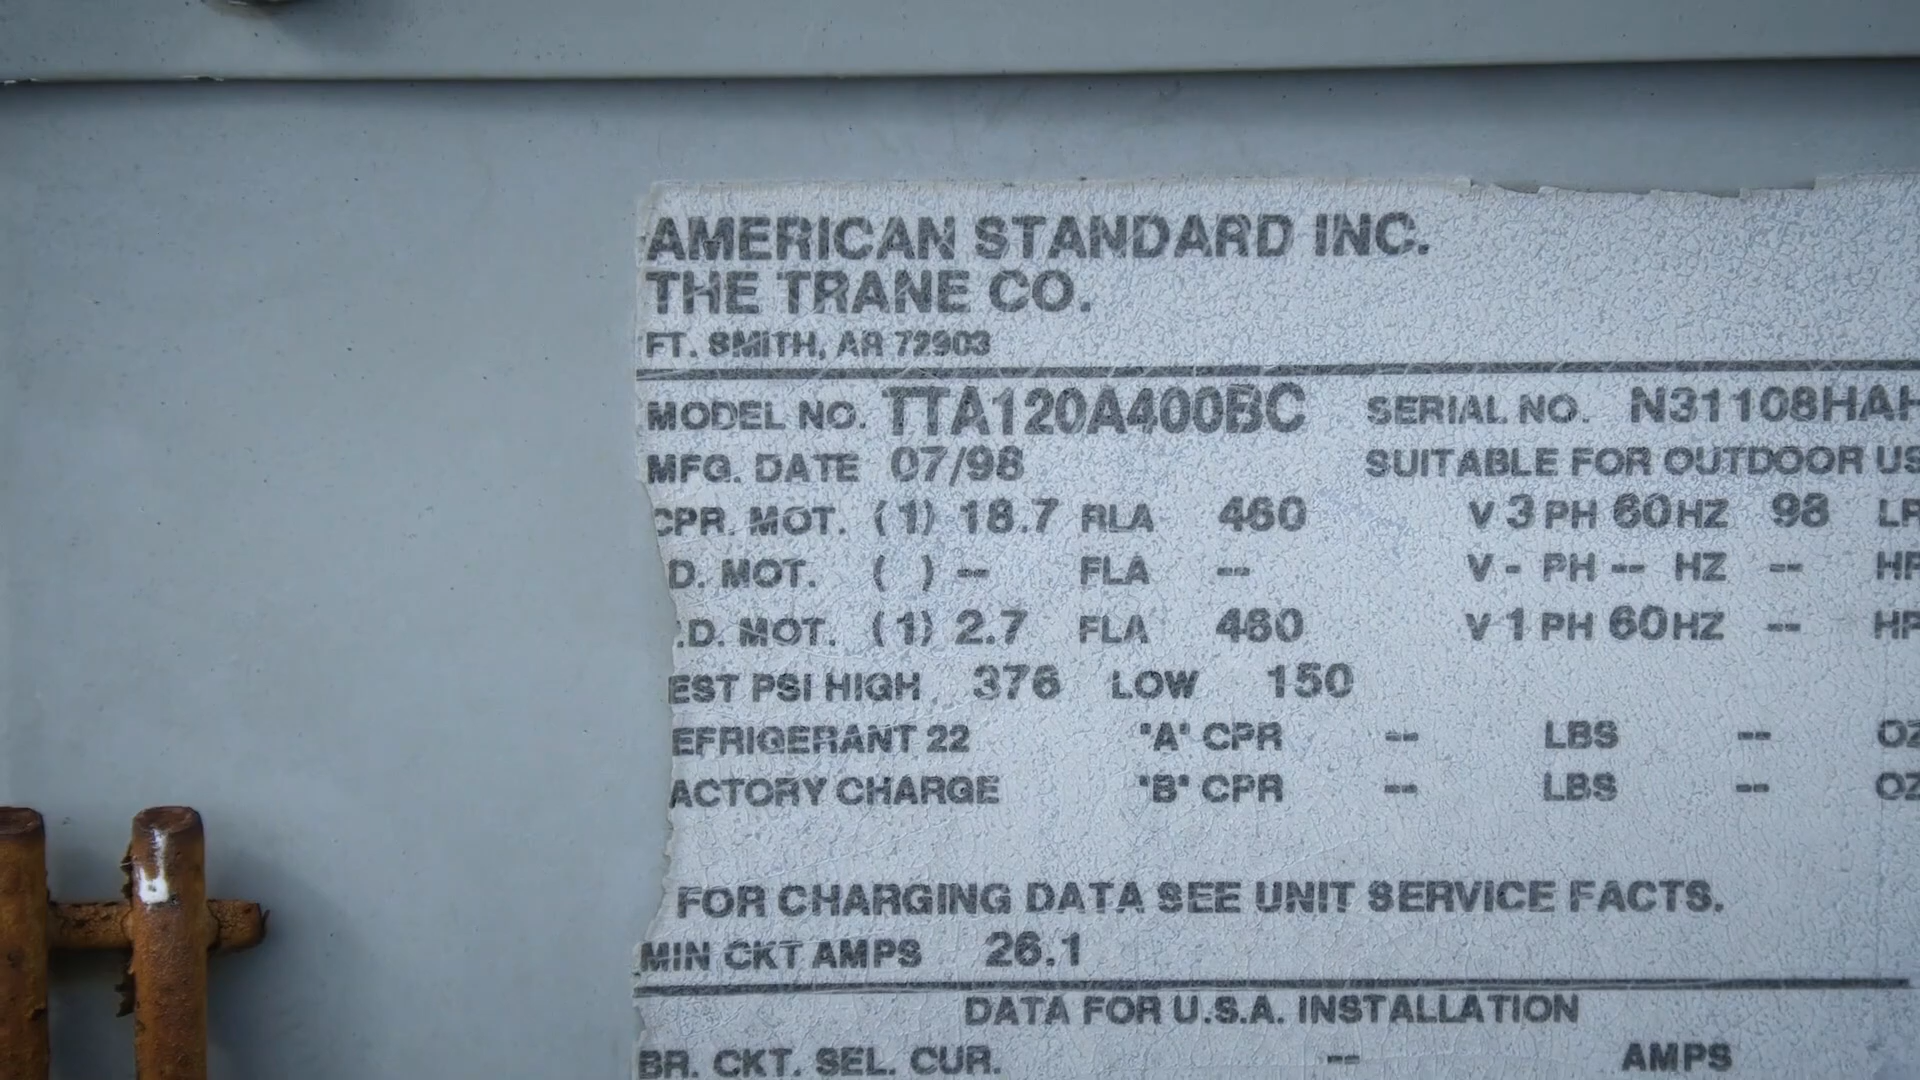 AMERICAN STANDARD INC.
THE TRANE CO.
FT. SMITH, AR 72903
MODEL NO. TTA120A400BC SERIAL NO. N31108HAH
MFG. DATE 07/98 SUITABLE FOR OUTDOOR US
CPR. MOT. (1) 18.7 RLA 460 V 3 PH 60HZ 98 LR
D. MOT. ( ) -- FLA -- V - PH -- HZ -- HP
.D. MOT. (1) 2.7 FLA 460 V 1 PH 60HZ -- HP
EST PSI HIGH 376 LOW 150
EFRIGERANT 22 "A" CPR -- LBS -- OZ
ACTORY CHARGE "B" CPR -- LBS -- OZ
FOR CHARGING DATA SEE UNIT SERVICE FACTS.
MIN CKT AMPS 26.1
DATA FOR U.S.A. INSTALLATION
BR. CKT. SEL. CUR. -- AMPS